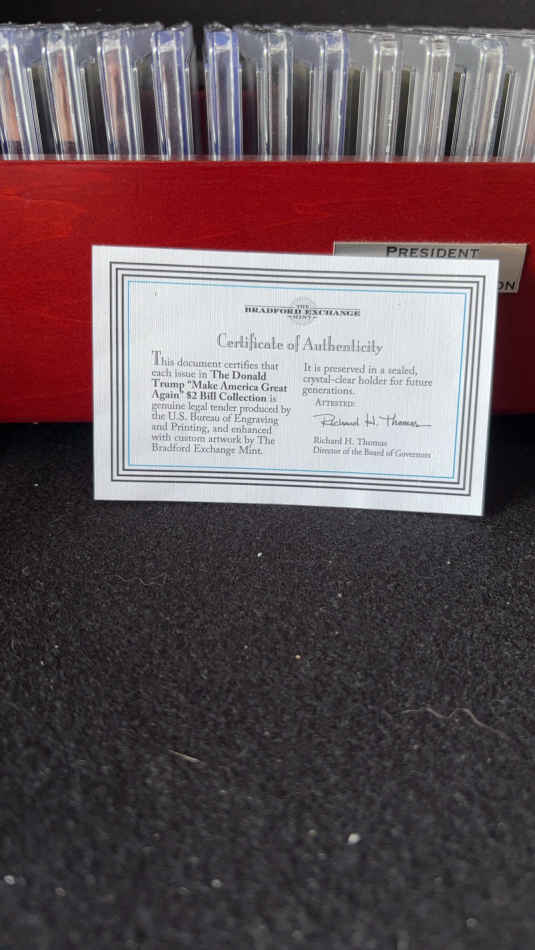 PRESIDENT
ON
THE
BRADFORD EXCHANGE
MINT
Certificate of Authenticity
This document certifies that
each issue in The Donald
Trump "Make America Great
Again" $2 Bill Collection is
genuine legal tender produced by
the U.S. Bureau of Engraving
and Printing, and enhanced
with custom artwork by The
Bradford Exchange Mint.
It is preserved in a sealed,
crystal-clear holder for future
generations.
ATTESTED:
Richard H. Thomas
Richard H. Thomas
Director of the Board of Governors